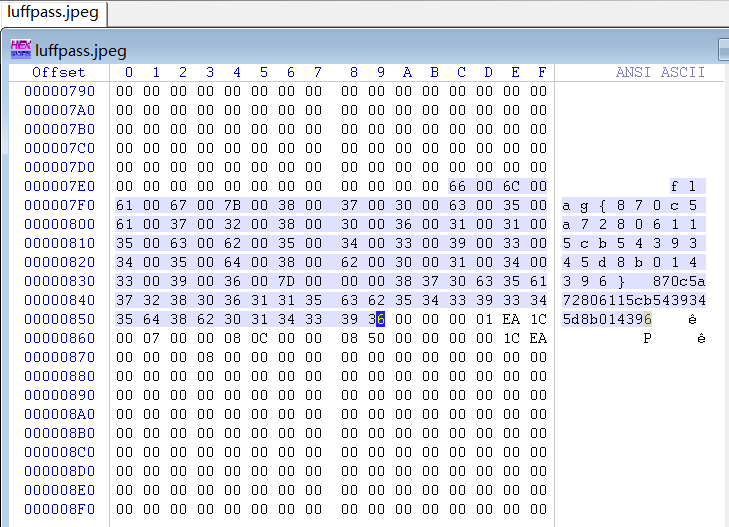 luffpass.jpeg
HEX luffpass.jpeg
Offset 0 1 2 3 4 5 6 7 8 9 A B C D E F ANSI ASCII
00000790 00 00 00 00 00 00 00 00 00 00 00 00 00 00 00 00
000007A0 00 00 00 00 00 00 00 00 00 00 00 00 00 00 00 00
000007B0 00 00 00 00 00 00 00 00 00 00 00 00 00 00 00 00
000007C0 00 00 00 00 00 00 00 00 00 00 00 00 00 00 00 00
000007D0 00 00 00 00 00 00 00 00 00 00 00 00 00 00 00 00
000007E0 00 00 00 00 00 00 00 00 00 00 00 00 66 00 6C 00 f l
000007F0 61 00 67 00 7B 00 38 00 37 00 30 00 63 00 35 00 a g { 8 7 0 c 5
00000800 61 00 37 00 32 00 38 00 30 00 36 00 31 00 31 00 a 7 2 8 0 6 1 1
00000810 35 00 63 00 62 00 35 00 34 00 33 00 39 00 33 00 5 c b 5 4 3 9 3
00000820 34 00 35 00 64 00 38 00 62 00 30 00 31 00 34 00 4 5 d 8 b 0 1 4
00000830 33 00 39 00 36 00 7D 00 00 00 38 37 30 63 35 61 3 9 6 } 870c5a
00000840 37 32 38 30 36 31 31 35 63 62 35 34 33 39 33 34 72806115cb543934
00000850 35 64 38 62 30 31 34 33 39 36 00 00 00 01 EA 1C 5d8b014396 ê
00000860 00 07 00 00 08 0C 00 00 08 50 00 00 00 00 1C EA P ê
00000870 00 00 00 08 00 00 00 00 00 00 00 00 00 00 00 00
00000880 00 00 00 00 00 00 00 00 00 00 00 00 00 00 00 00
00000890 00 00 00 00 00 00 00 00 00 00 00 00 00 00 00 00
000008A0 00 00 00 00 00 00 00 00 00 00 00 00 00 00 00 00
000008B0 00 00 00 00 00 00 00 00 00 00 00 00 00 00 00 00
000008C0 00 00 00 00 00 00 00 00 00 00 00 00 00 00 00 00
000008D0 00 00 00 00 00 00 00 00 00 00 00 00 00 00 00 00
000008E0 00 00 00 00 00 00 00 00 00 00 00 00 00 00 00 00
000008F0 00 00 00 00 00 00 00 00 00 00 00 00 00 00 00 00